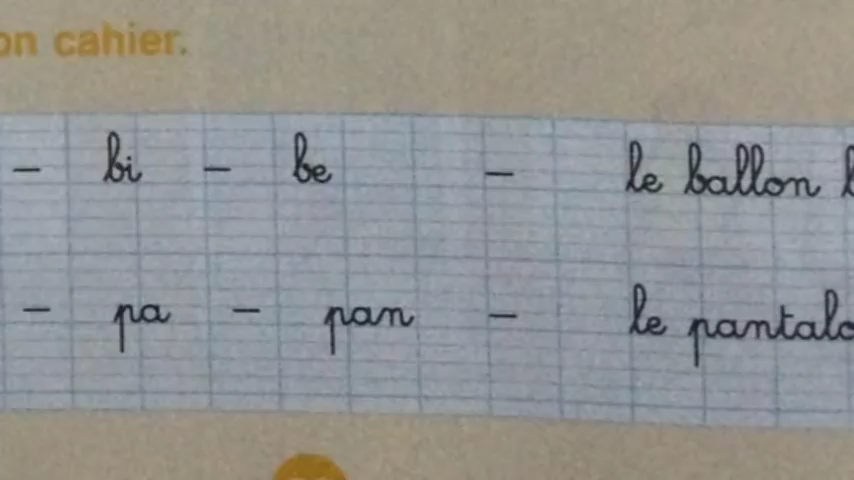 on cahier.
– bi – be – le ballon
– pa – pan – le pantalo